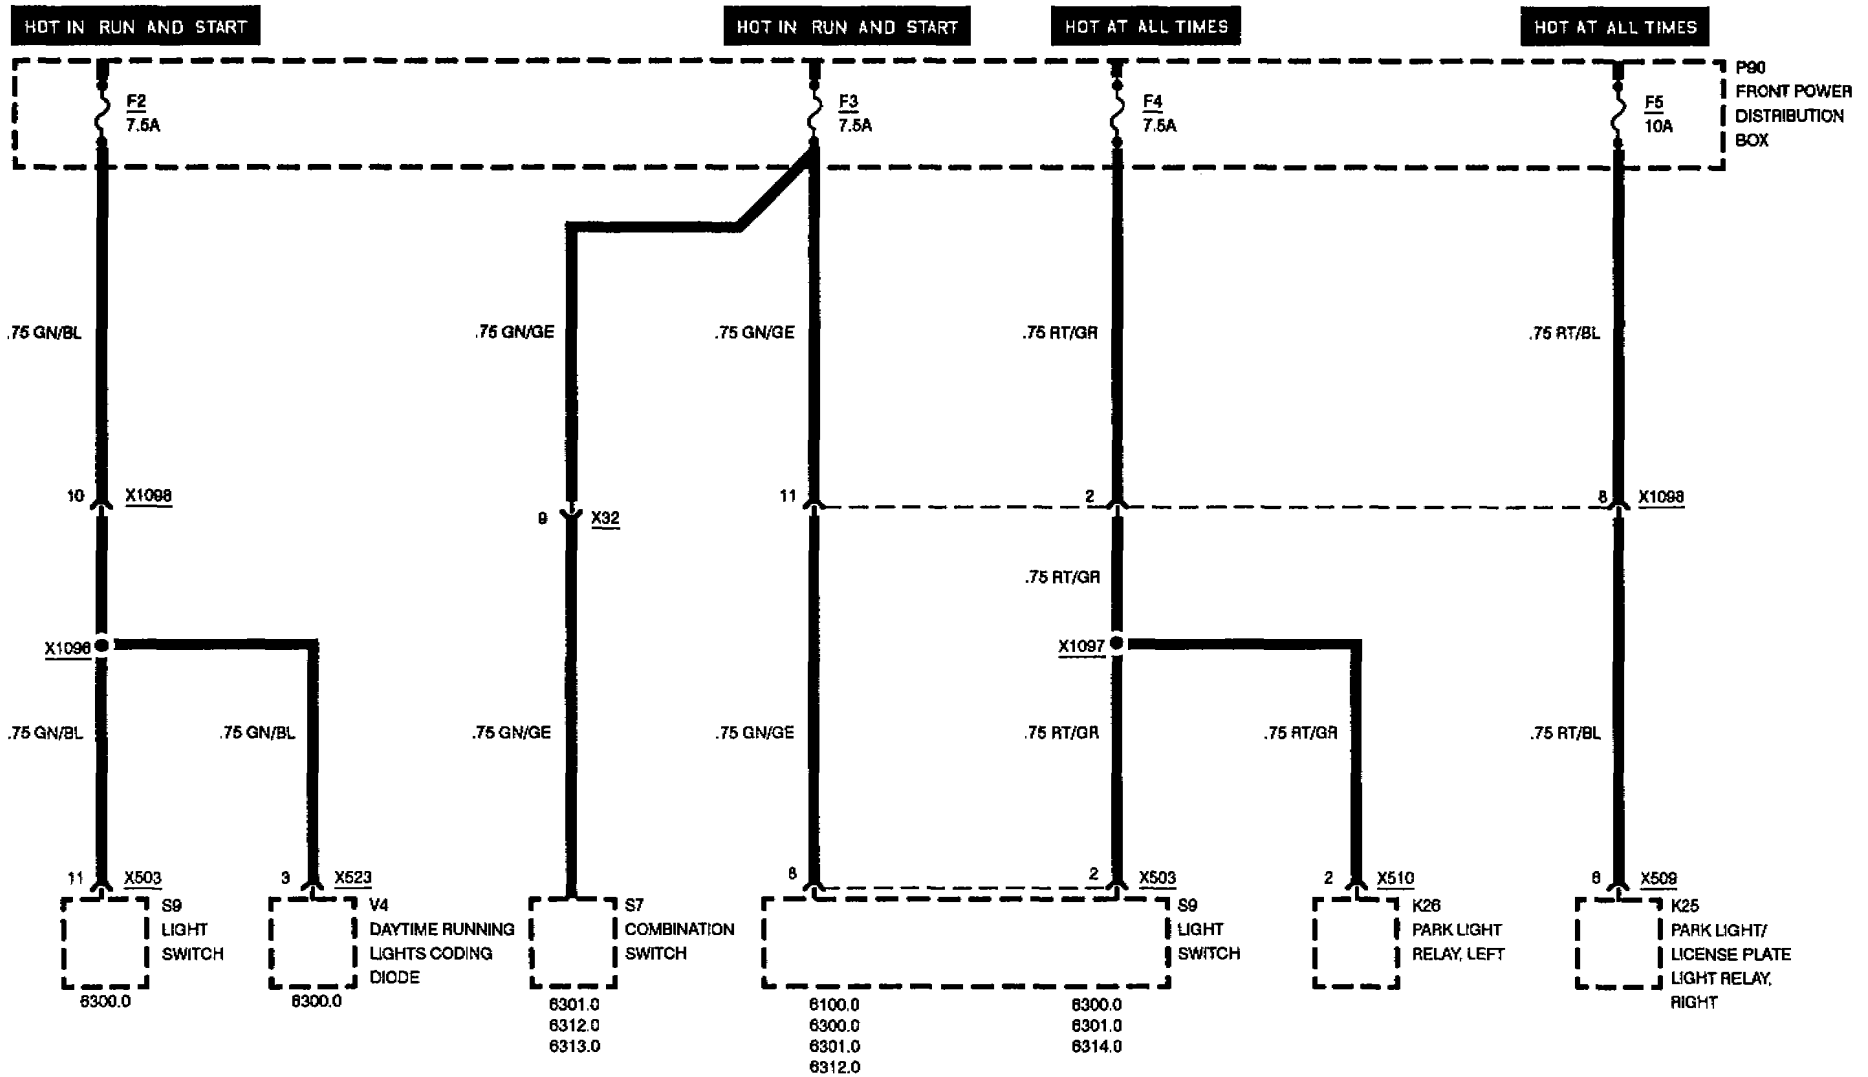 HOT IN RUN AND START
HOT IN RUN AND START
HOT AT ALL TIMES
HOT AT ALL TIMES
F2
7.5A
F3
7.5A
F4
7.5A
F5
10A
P90
FRONT POWER
DISTRIBUTION
BOX
.75 GN/BL
.75 GN/GE
.75 GN/GE
.75 RT/GR
.75 RT/BL
10
X1098
9
X32
11
2
8
X1098
.75 RT/GR
X1096
X1097
.75 GN/BL
.75 GN/BL
.75 GN/GE
.75 GN/GE
.75 RT/GR
.75 RT/GR
.75 RT/BL
11
X503
3
X523
8
2
X503
2
X510
6
X509
S9
LIGHT
SWITCH
V4
DAYTIME RUNNING
LIGHTS CODING
DIODE
S7
COMBINATION
SWITCH
S9
LIGHT
SWITCH
K26
PARK LIGHT
RELAY, LEFT
K25
PARK LIGHT/
LICENSE PLATE
LIGHT RELAY,
RIGHT
6300.0
6300.0
6301.0
6312.0
6313.0
6100.0
6300.0
6301.0
6312.0
6300.0
6301.0
6314.0